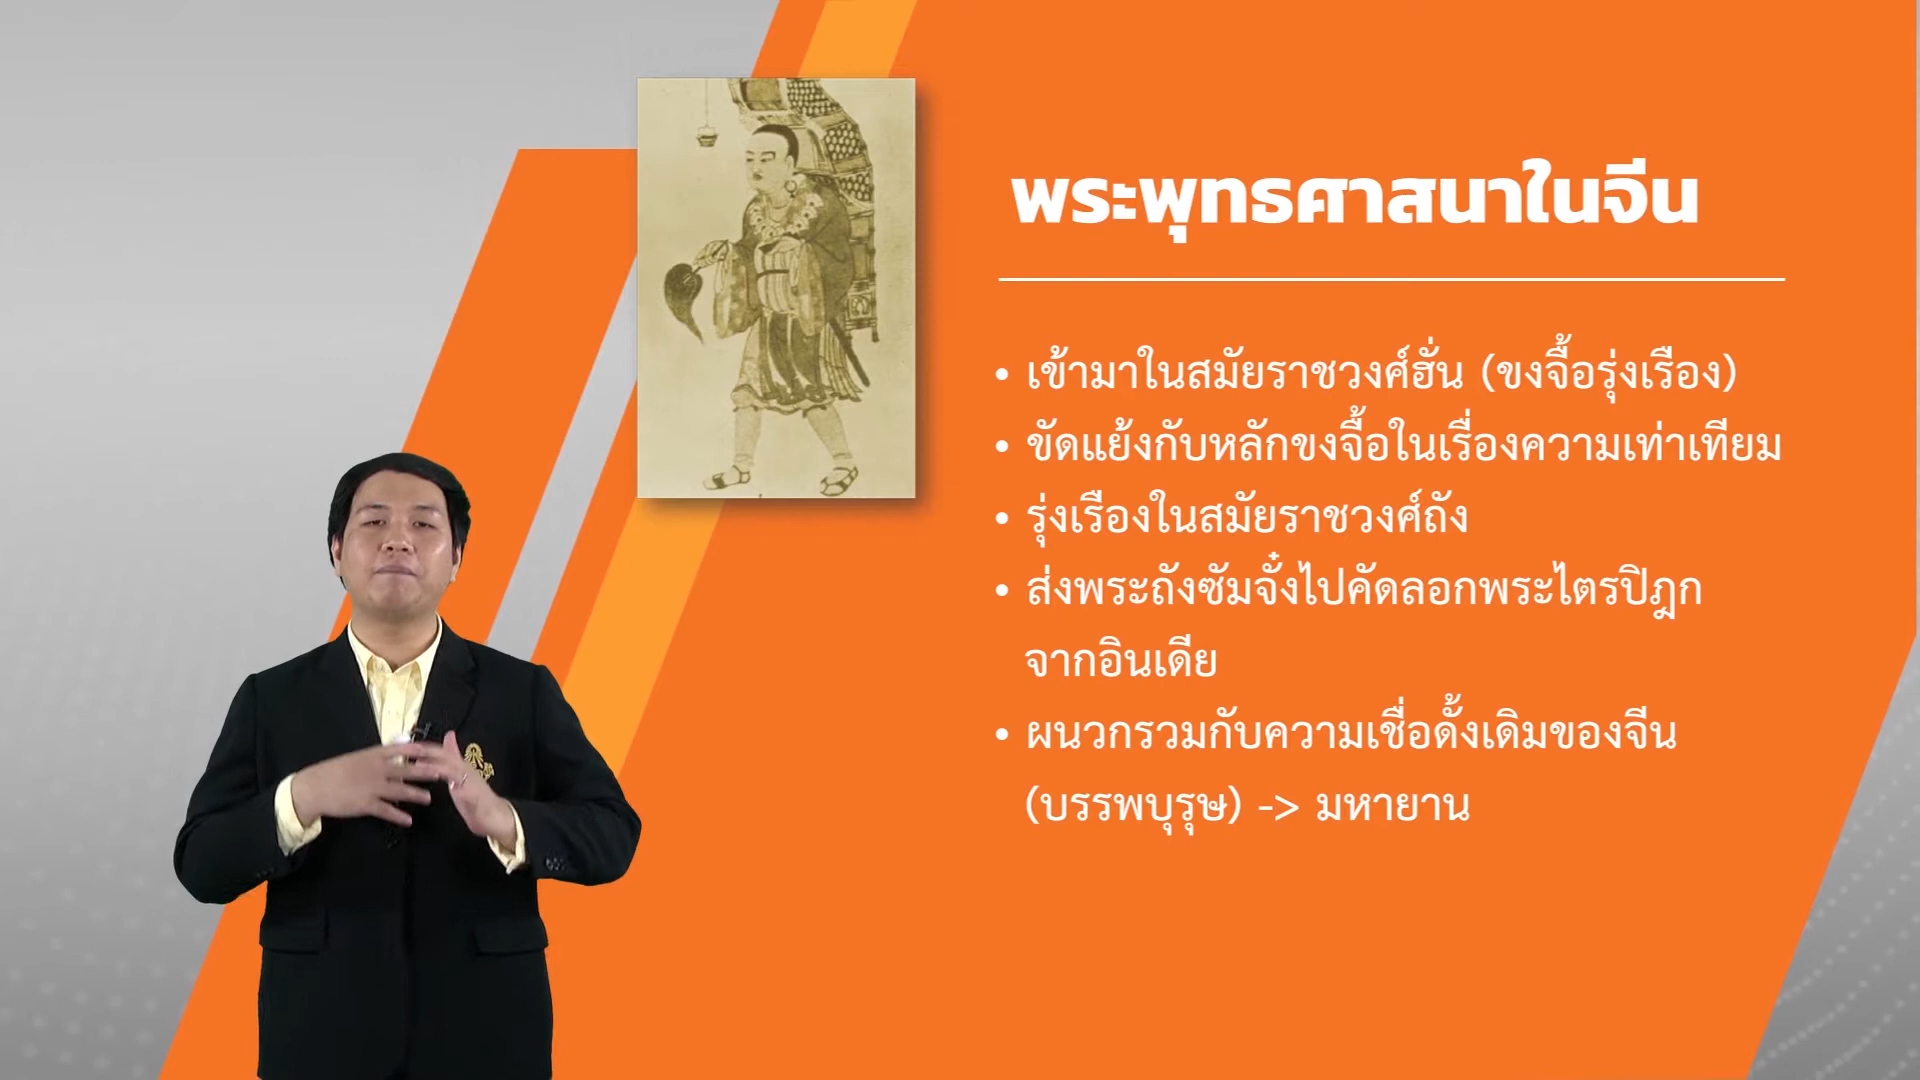 พระพุทธศาสนาในจีน
• เข้ามาในสมัยราชวงศ์ฮั่น (ขงจื้อรุ่งเรือง)
• ขัดแย้งกับหลักขงจื้อในเรื่องความเท่าเทียม
• รุ่งเรืองในสมัยราชวงศ์ถัง
• ส่งพระถังซัมจั๋งไปคัดลอกพระไตรปิฎก
จากอินเดีย
• ผนวกรวมกับความเชื่อดั้งเดิมของจีน
(บรรพบุรุษ) -> มหายาน